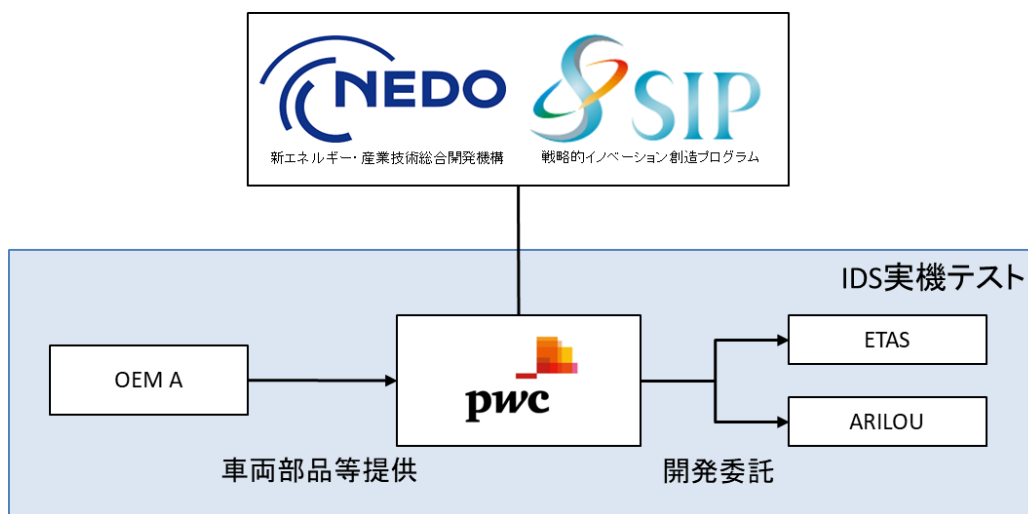 NEDO
新エネルギー・産業技術総合開発機構
SIP
戦略的イノベーション創造プログラム
IDS実機テスト
OEM A
pwc
ETAS
ARILOU
車両部品等提供
開発委託